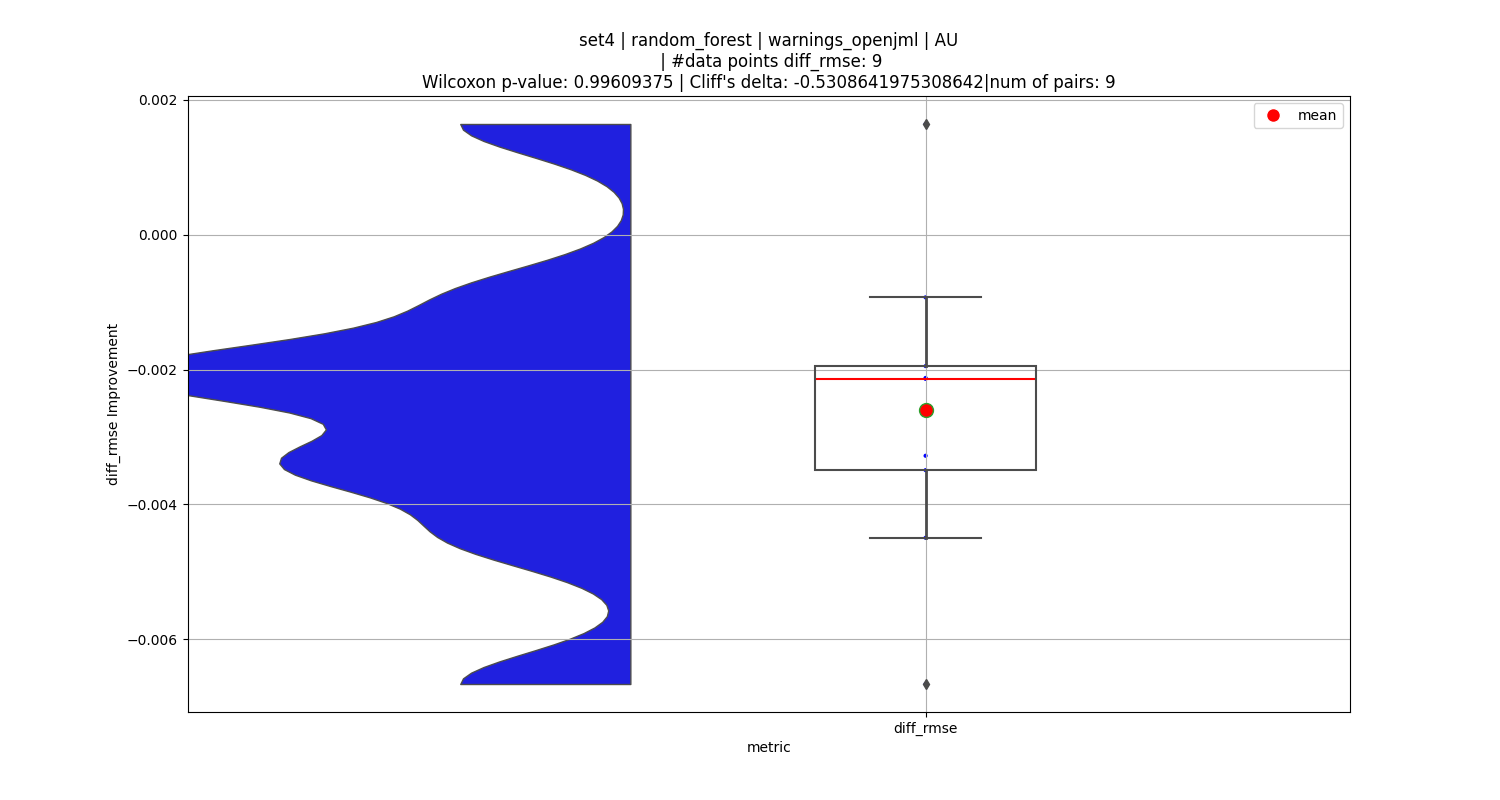 set4 | random_forest | warnings_openjml | AU
| #data points diff_rmse: 9
Wilcoxon p-value: 0.99609375 | Cliff's delta: -0.5308641975308642|num of pairs: 9
mean
0.002
0.000
−0.002
−0.004
−0.006
diff_rmse Improvement
diff_rmse
metric